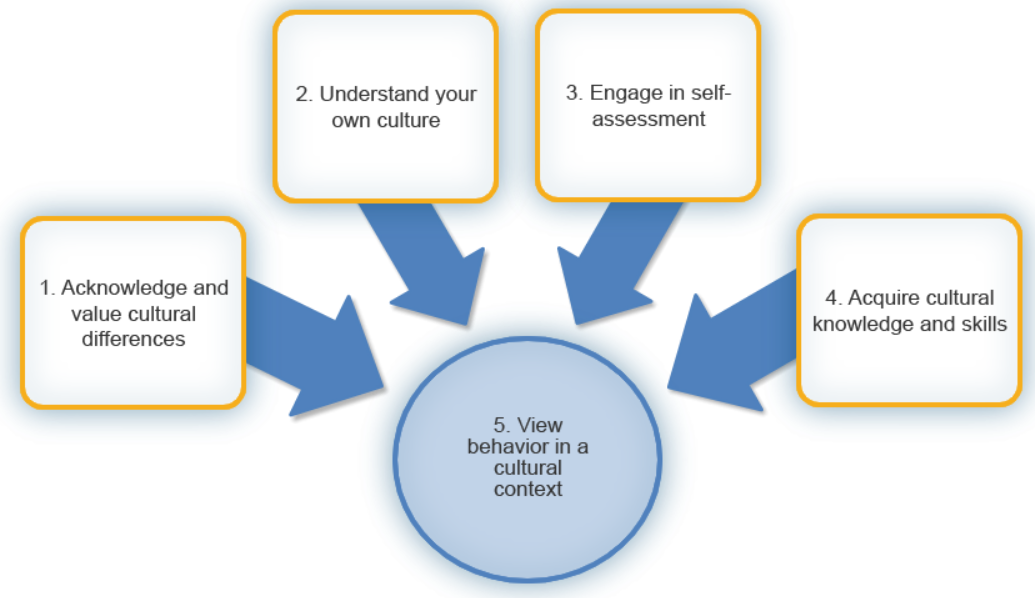 1. Acknowledge and
value cultural
differences
2. Understand your
own culture
3. Engage in self-
assessment
4. Acquire cultural
knowledge and skills
5. View
behavior in a
cultural
context